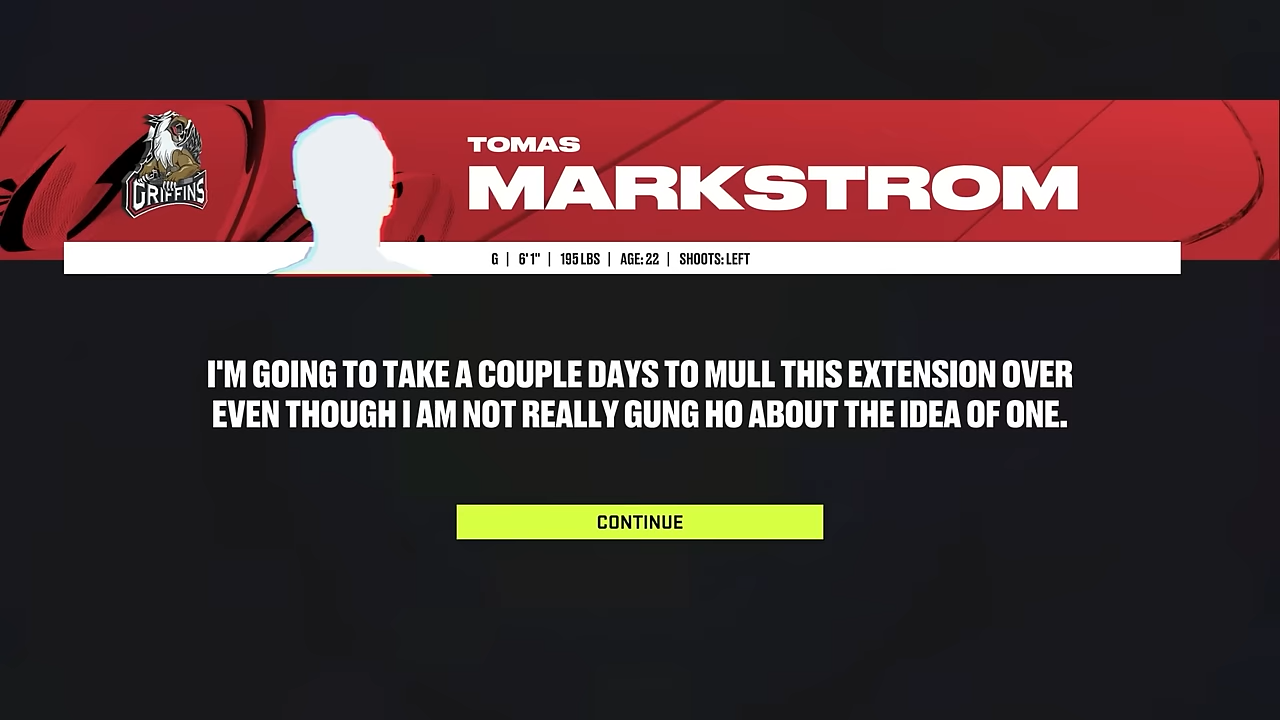 GRIFFINS
TOMAS
MARKSTROM
G | 6'1" | 195 LBS | AGE: 22 | SHOOTS: LEFT
I'M GOING TO TAKE A COUPLE DAYS TO MULL THIS EXTENSION OVER
EVEN THOUGH I AM NOT REALLY GUNG HO ABOUT THE IDEA OF ONE.
CONTINUE